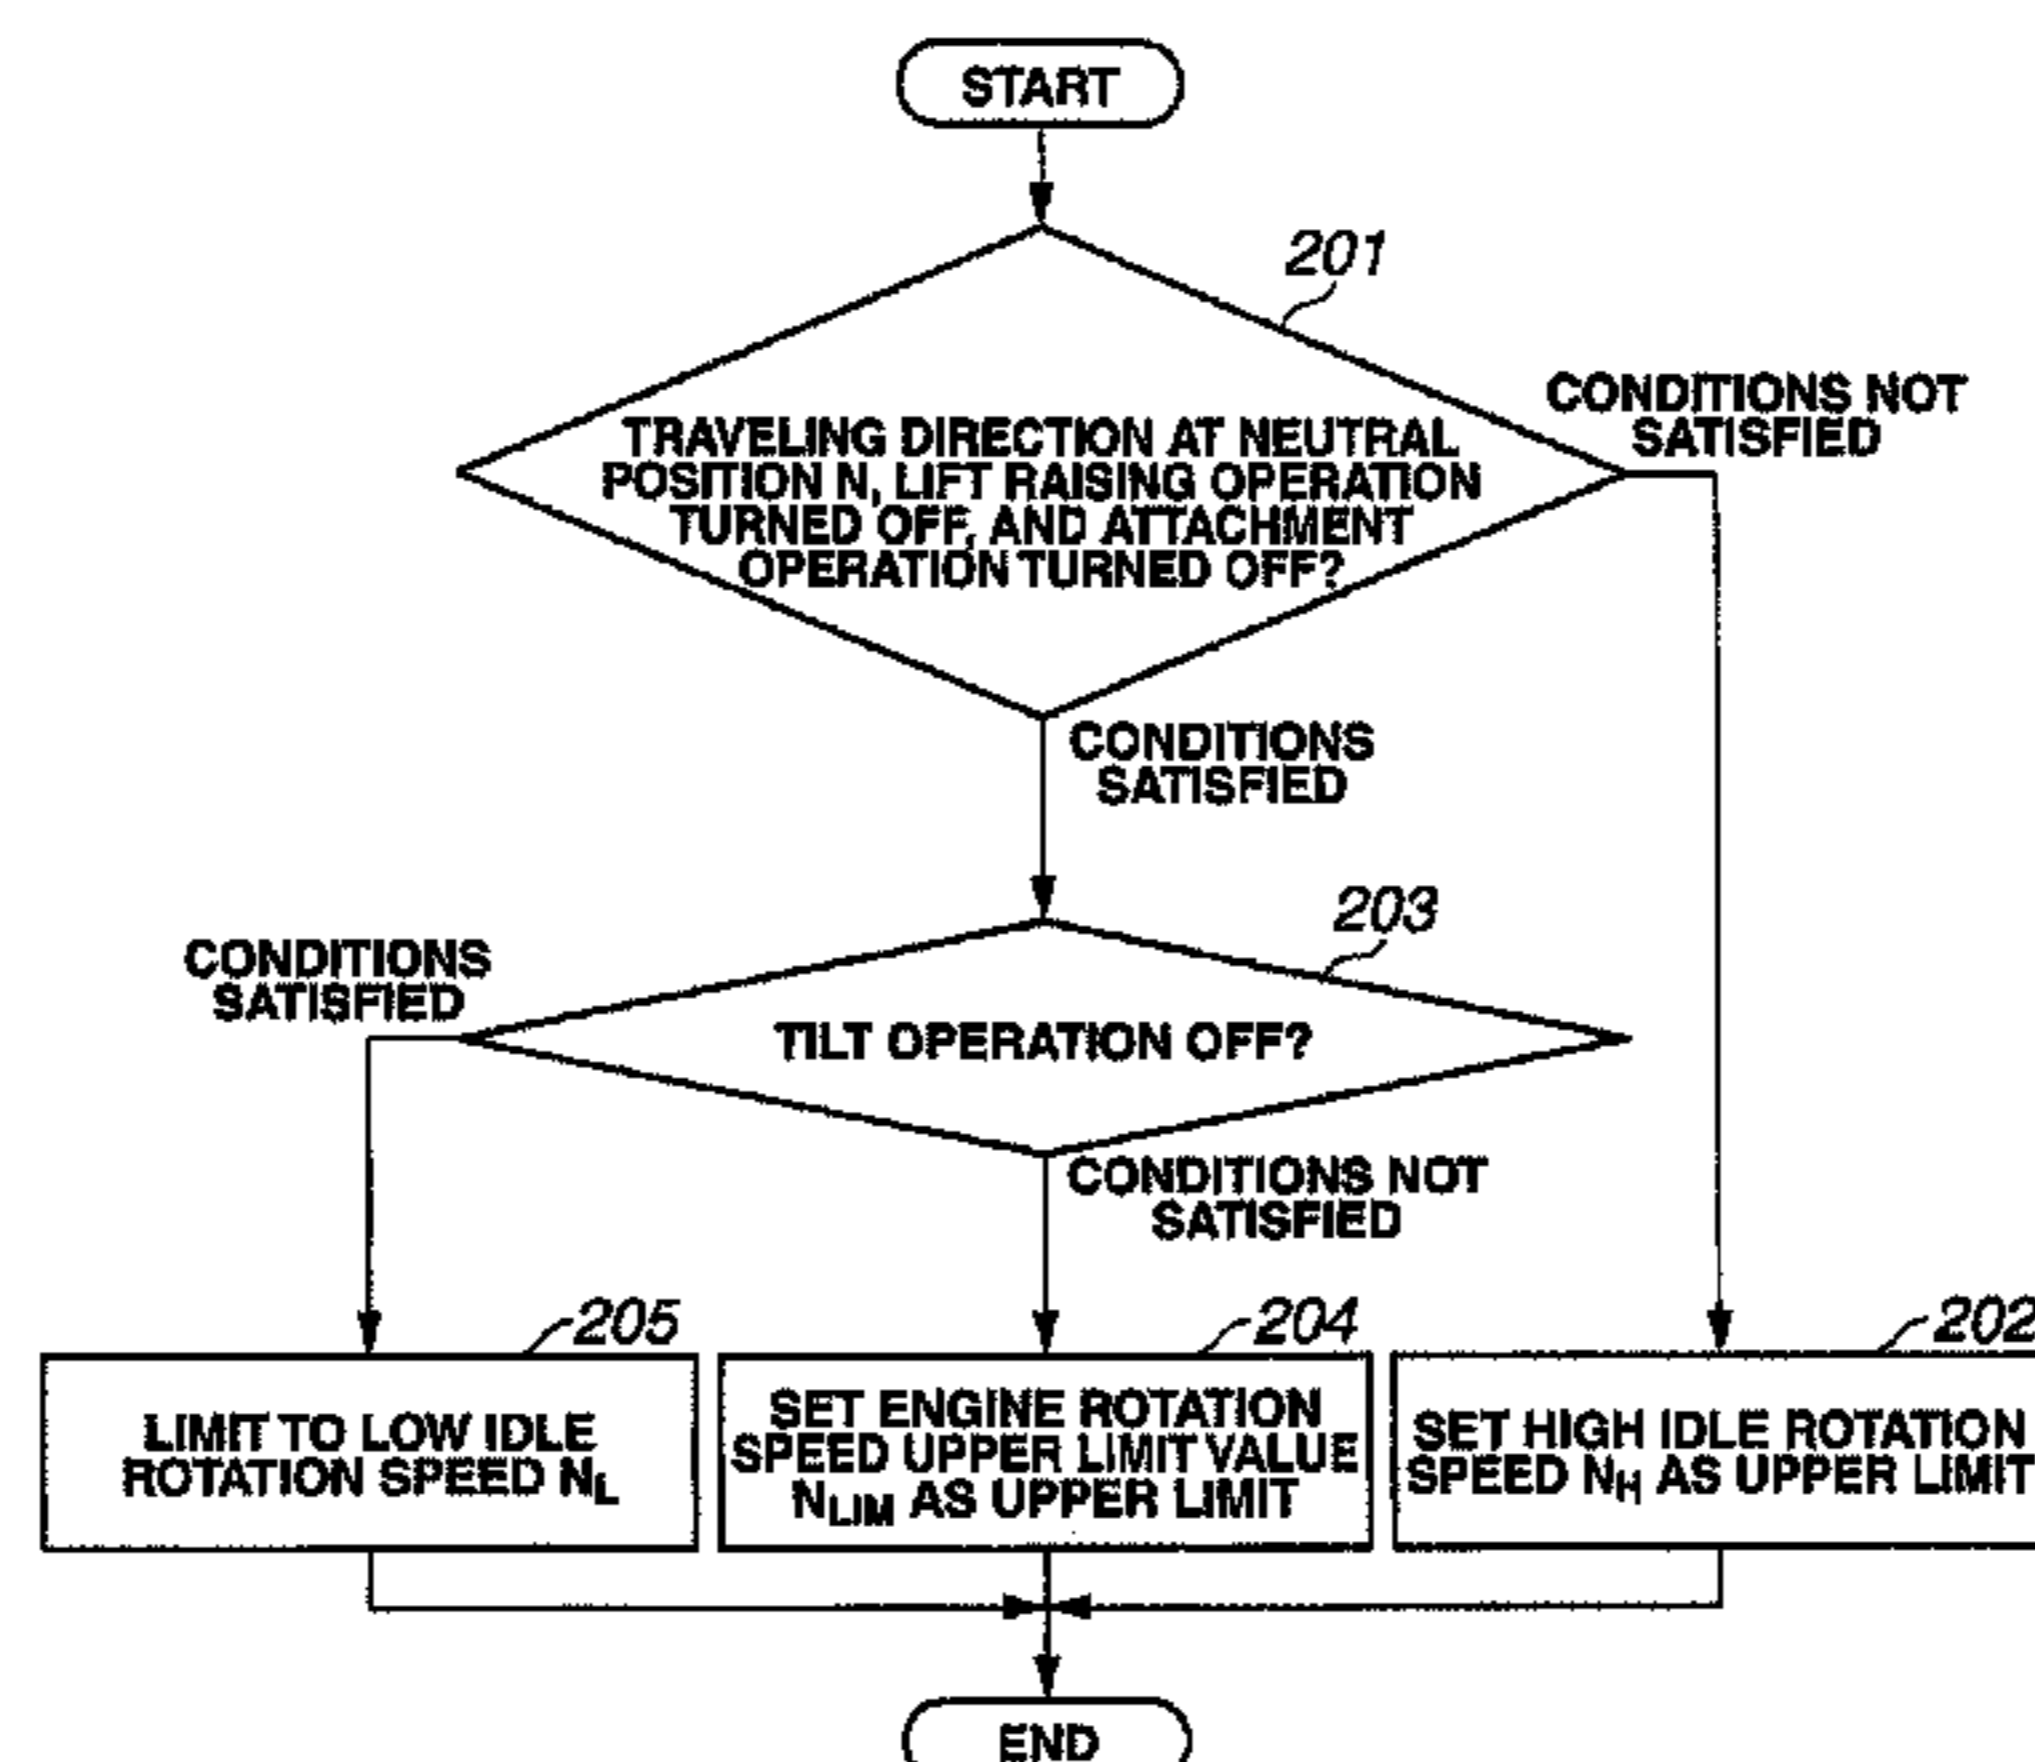 START
201
CONDITIONS NOT
SATISFIED
TRAVELING DIRECTION AT NEUTRAL
POSITION N, LIFT RAISING OPERATION
TURNED OFF, AND ATTACHMENT
OPERATION TURNED OFF?
CONDITIONS
SATISFIED
203
CONDITIONS
SATISFIED
TILT OPERATION OFF?
CONDITIONS NOT
SATISFIED
205
LIMIT TO LOW IDLE
ROTATION SPEED NL
204
SET ENGINE ROTATION
SPEED UPPER LIMIT VALUE
NLIM AS UPPER LIMIT
202
SET HIGH IDLE ROTATION
SPEED NH AS UPPER LIMIT
END